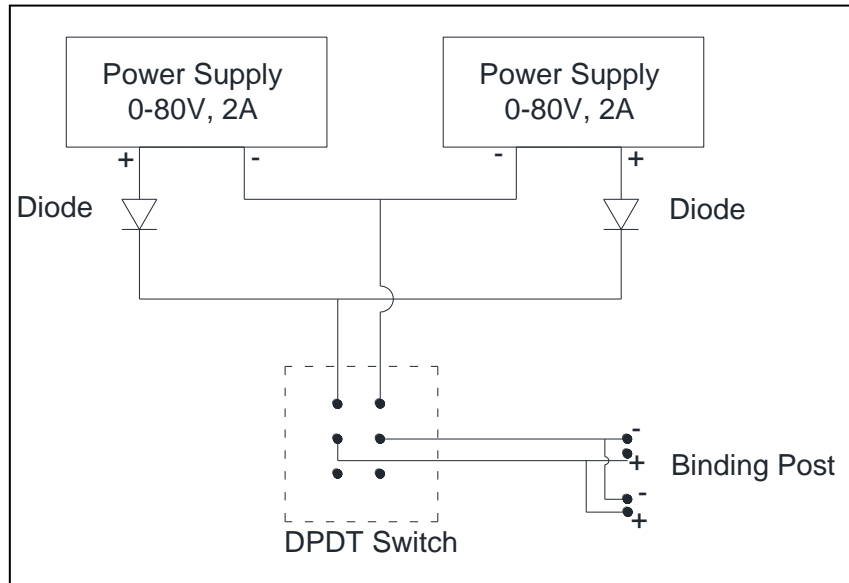 Power Supply
0-80V, 2A
Power Supply
0-80V, 2A
+ -
- +
Diode
Diode
-
+
Binding Post
-
+
DPDT Switch